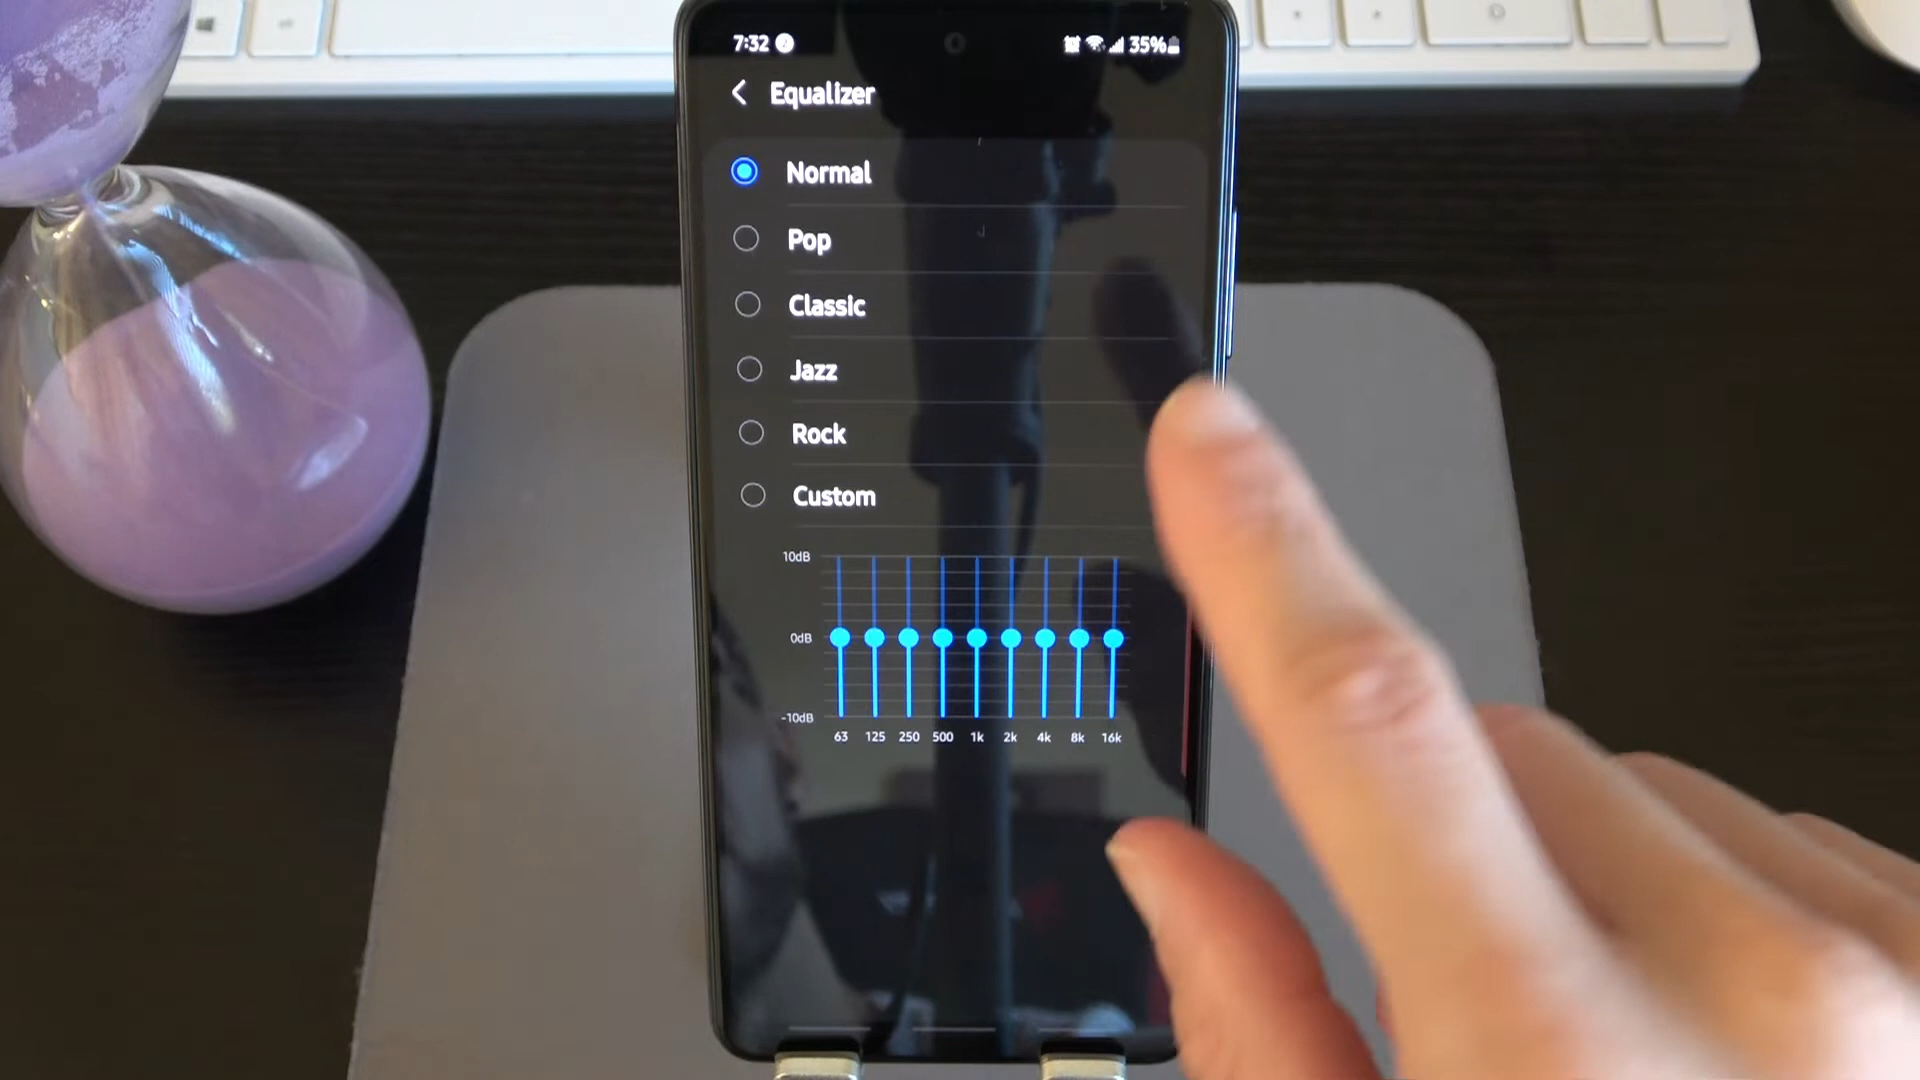 7:32 35%
Equalizer
Normal
Pop
Classic
Jazz
Rock
Custom
10dB
0dB
-10dB
63 125 250 500 1k 2k 4k 8k 16k